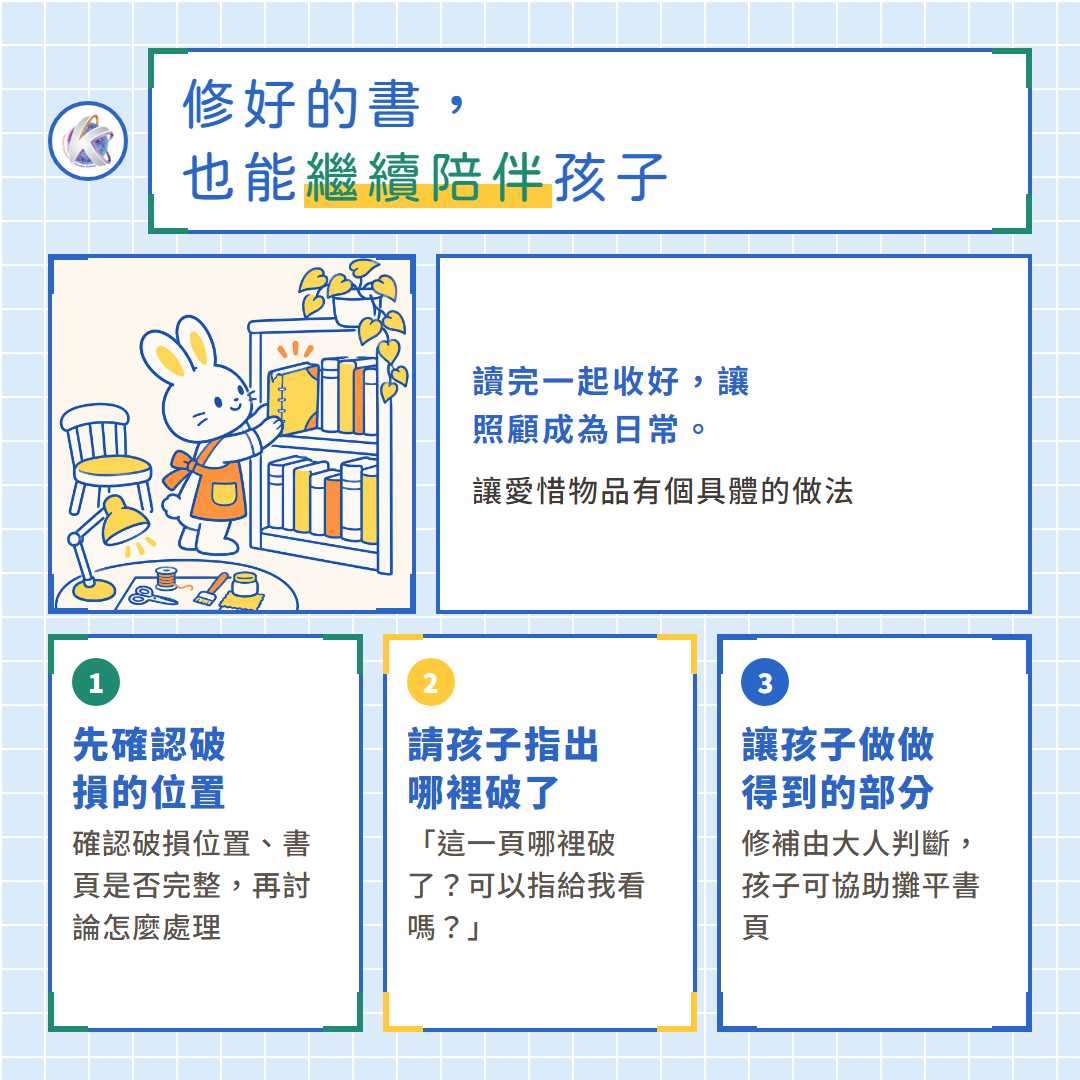 修好的書，
也能繼續陪伴孩子
讀完一起收好，讓
照顧成為日常。
讓愛惜物品有個具體的做法
1
先確認破
損的位置
確認破損位置、書
頁是否完整，再討
論怎麼處理
2
請孩子指出
哪裡破了
「這一頁哪裡破
了？可以指給我看
嗎？」
3
讓孩子做做
得到的部分
修補由大人判斷，
孩子可協助攤平書
頁